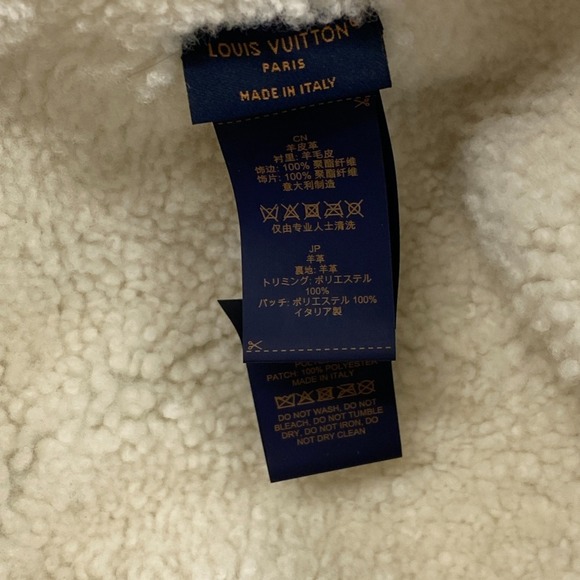 LOUIS VUITTON®
PARIS
MADE IN ITALY
CN
羊皮革
衬里: 羊毛皮
饰边: 100% 聚酯纤维
饰片: 100% 聚酯纤维
意大利制造
仅由专业人士清洗
JP
羊革
裏地: 羊革
トリミング: ポリエステル
100%
パッチ: ポリエステル 100%
イタリア製
PATCH: 100% POLYESTER
MADE IN ITALY
DO NOT WASH, DO NOT
BLEACH, DO NOT TUMBLE
DRY, DO NOT IRON, DO
NOT DRY CLEAN